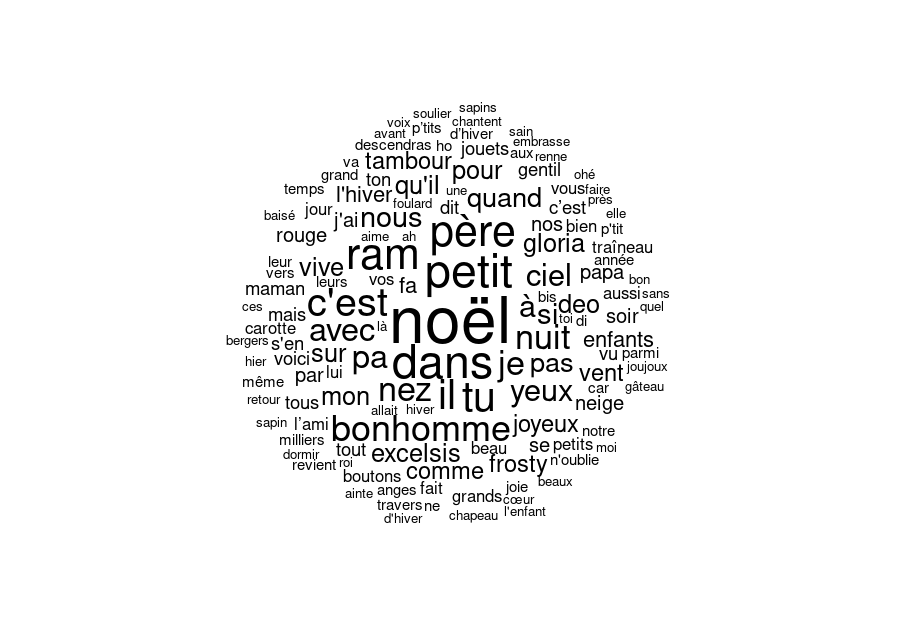 sapins
soulier
voix p'tits chantent
avant d'hiver sain
descendras ho jouets embrasse
va tambour aux renne
grand ton pour gentil ohé
temps l'hiver qu'il une quand vous faire
foulard dit c'est près
baisé jour j'ai nous nos bien elle
rouge aime ah père gloria p'tit
traîneau
leur vive ram petit ciel papa année
vers leurs vos fa bon
maman c'est à bis deo aussi sans
ces mais noël si toi di soir quel
carotte avec là nuit enfants
bergers s'en sur pa dans je pas vu parmi
hier voici vent joujoux
même par lui nez il tu yeux car gâteau
retour tous mon neige
sapin l'ami allait hiver joyeux notre
milliers bonhomme se petits moi
dormir tout excelsis beau
revient roi comme frosty n'oublie
boutons beaux
ainte anges fait grands joie
travers ne cœur
d'hiver chapeau l'enfant